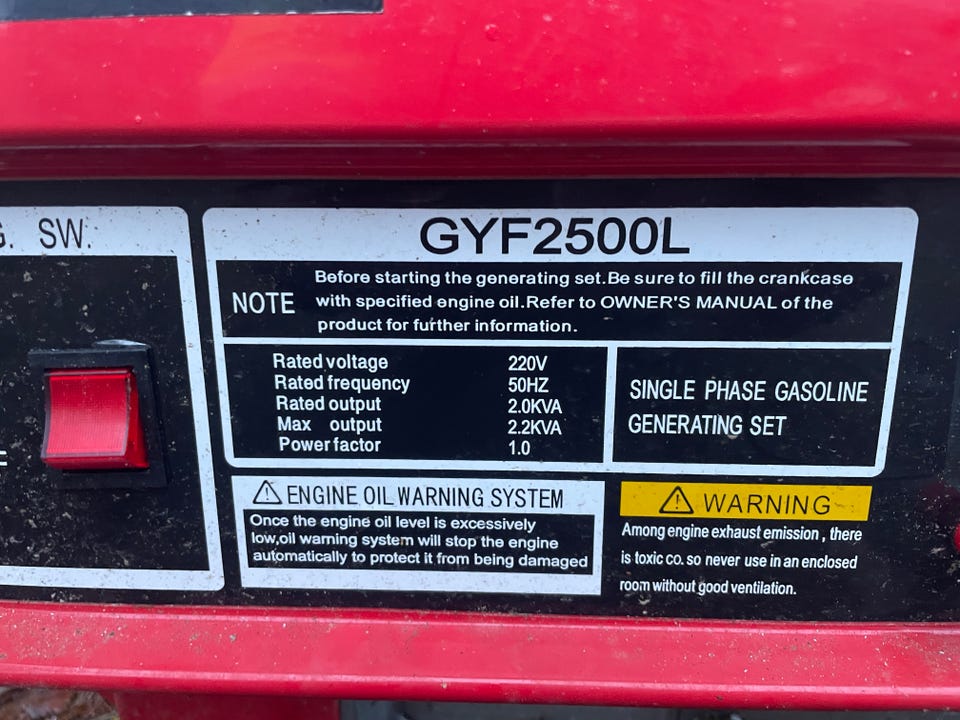 G. SW.
GYF2500L
NOTE
Before starting the generating set.Be sure to fill the crankcase
with specified engine oil.Refer to OWNER'S MANUAL of the
product for further information.
Rated voltage 220V
Rated frequency 50HZ
Rated output 2.0KVA
Max output 2.2KVA
Power factor 1.0
SINGLE PHASE GASOLINE
GENERATING SET
ENGINE OIL WARNING SYSTEM
Once the engine oil level is excessively
low,oil warning system will stop the engine
automatically to protect it from being damaged
WARNING
Among engine exhaust emission , there
is toxic co. so never use in an enclosed
room without good ventilation.